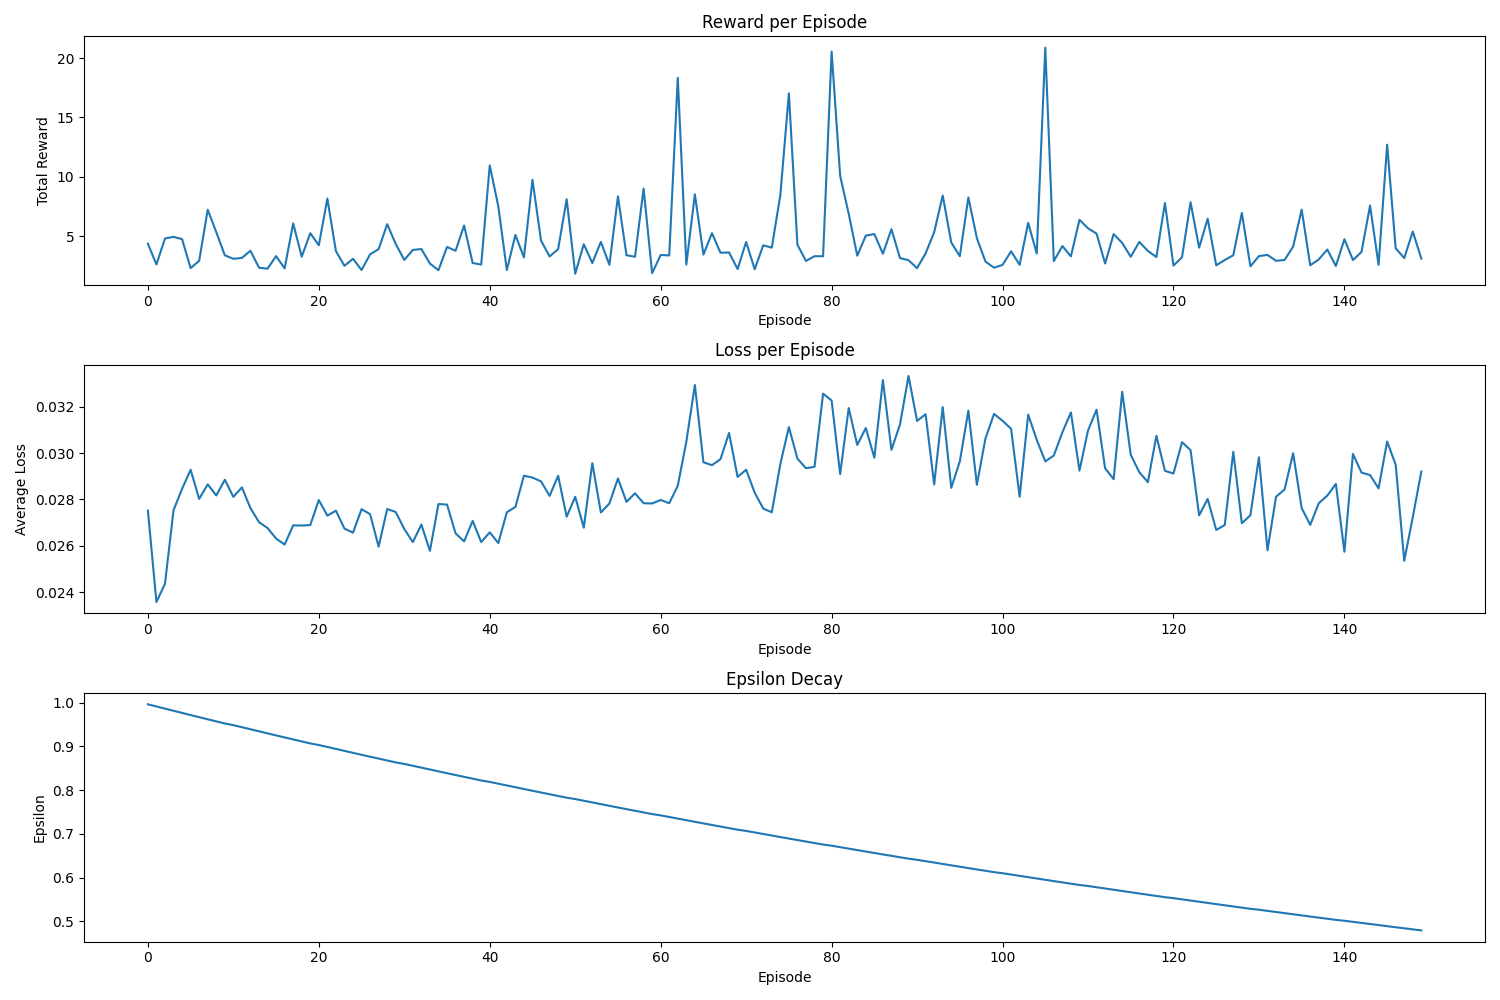 Reward per Episode
20
15
10
5
Total Reward
0 20 40 60 80 100 120 140
Episode
Loss per Episode
0.032
0.030
0.028
0.026
0.024
Average Loss
0 20 40 60 80 100 120 140
Episode
Epsilon Decay
1.0
0.9
0.8
0.7
0.6
0.5
Epsilon
0 20 40 60 80 100 120 140
Episode